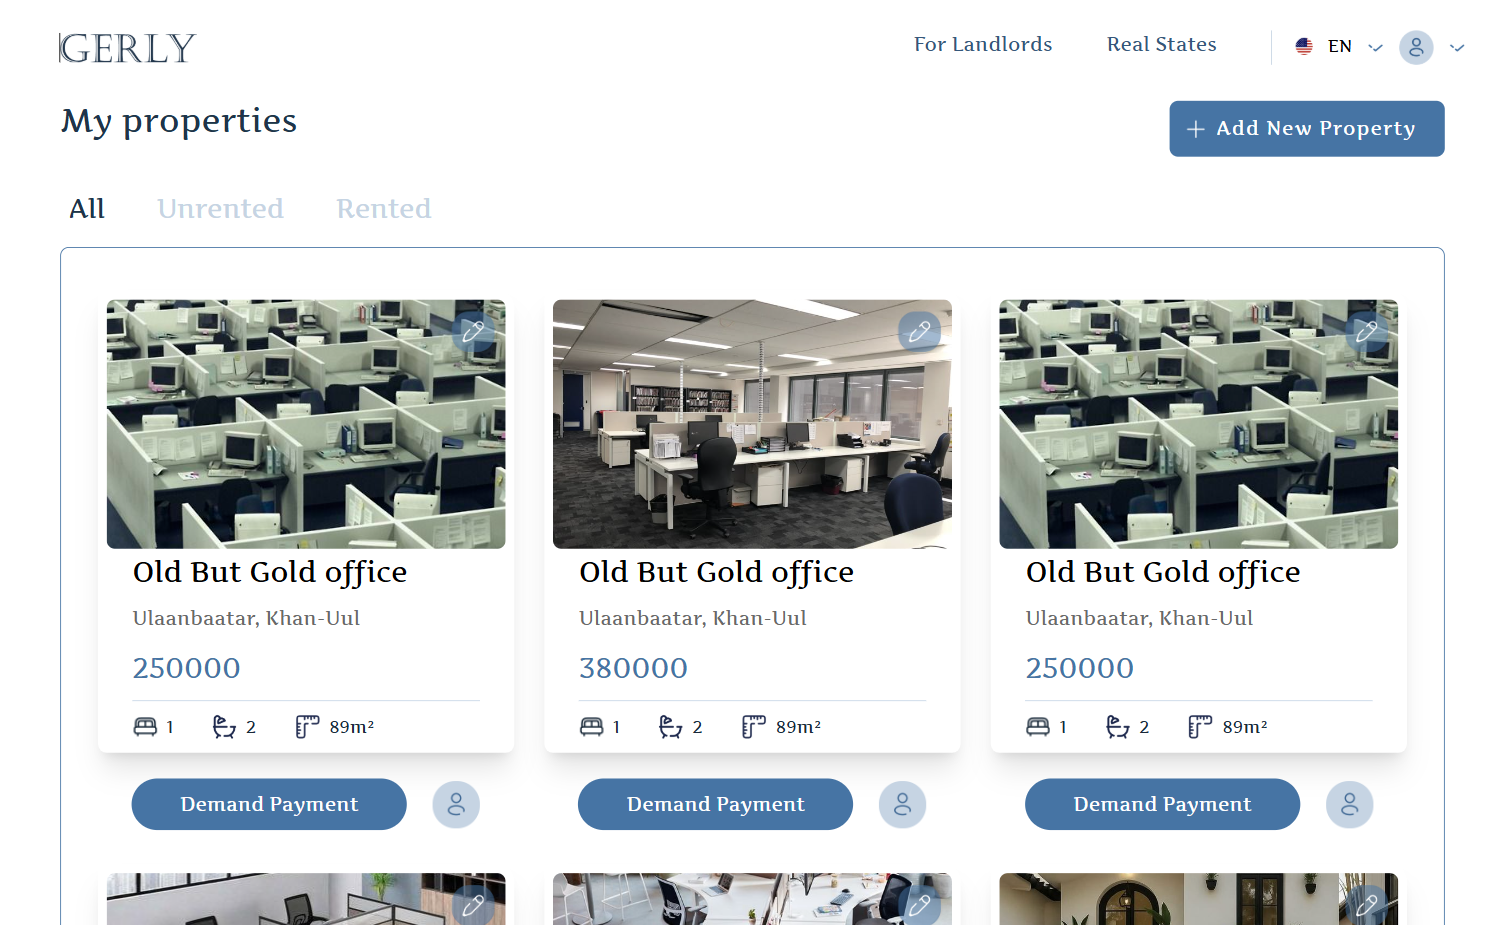 GERLY
For Landlords
Real States
EN
My properties
+ Add New Property
All
Unrented
Rented
Old But Gold office
Ulaanbaatar, Khan-Uul
250000
1
2
89m²
Demand Payment
Old But Gold office
Ulaanbaatar, Khan-Uul
380000
1
2
89m²
Demand Payment
Old But Gold office
Ulaanbaatar, Khan-Uul
250000
1
2
89m²
Demand Payment